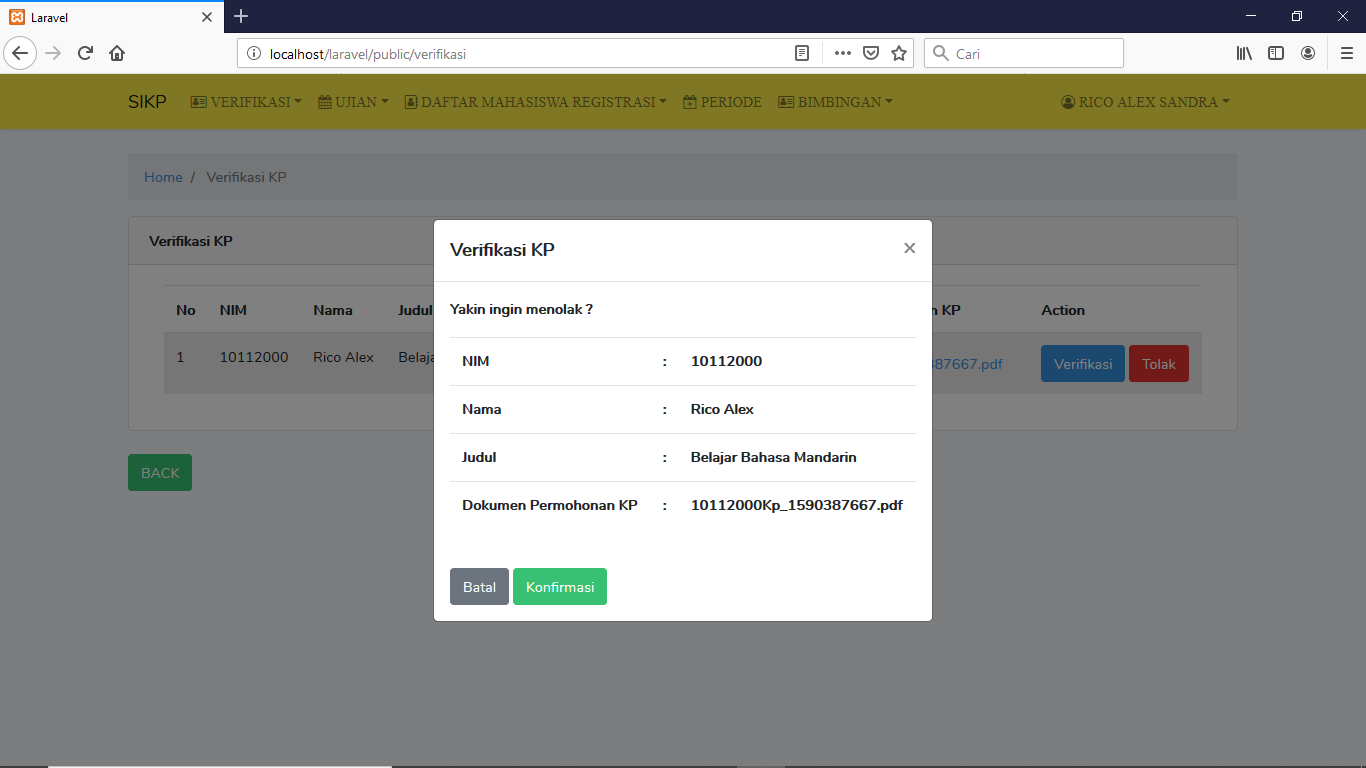 Laravel
localhost/laravel/public/verifikasi
Cari
SIKP VERIFIKASI UJIAN DAFTAR MAHASISWA REGISTRASI PERIODE BIMBINGAN RICO ALEX SANDRA
Home / Verifikasi KP
Verifikasi KP
No NIM Nama Judul KP Action
1 10112000 Rico Alex 387667.pdf Verifikasi Tolak
BACK
Verifikasi KP ×
Yakin ingin menolak ?
NIM : 10112000
Nama : Rico Alex
Judul : Belajar Bahasa Mandarin
Dokumen Permohonan KP : 10112000Kp_1590387667.pdf
Batal Konfirmasi